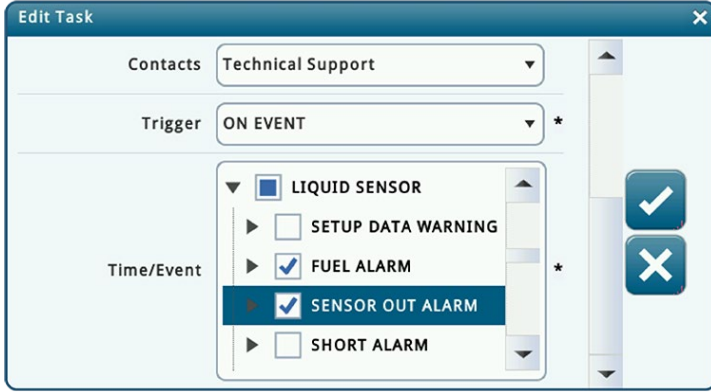 Edit Task
Contacts Technical Support
Trigger ON EVENT *
LIQUID SENSOR
SETUP DATA WARNING
FUEL ALARM
Time/Event *
SENSOR OUT ALARM
SHORT ALARM